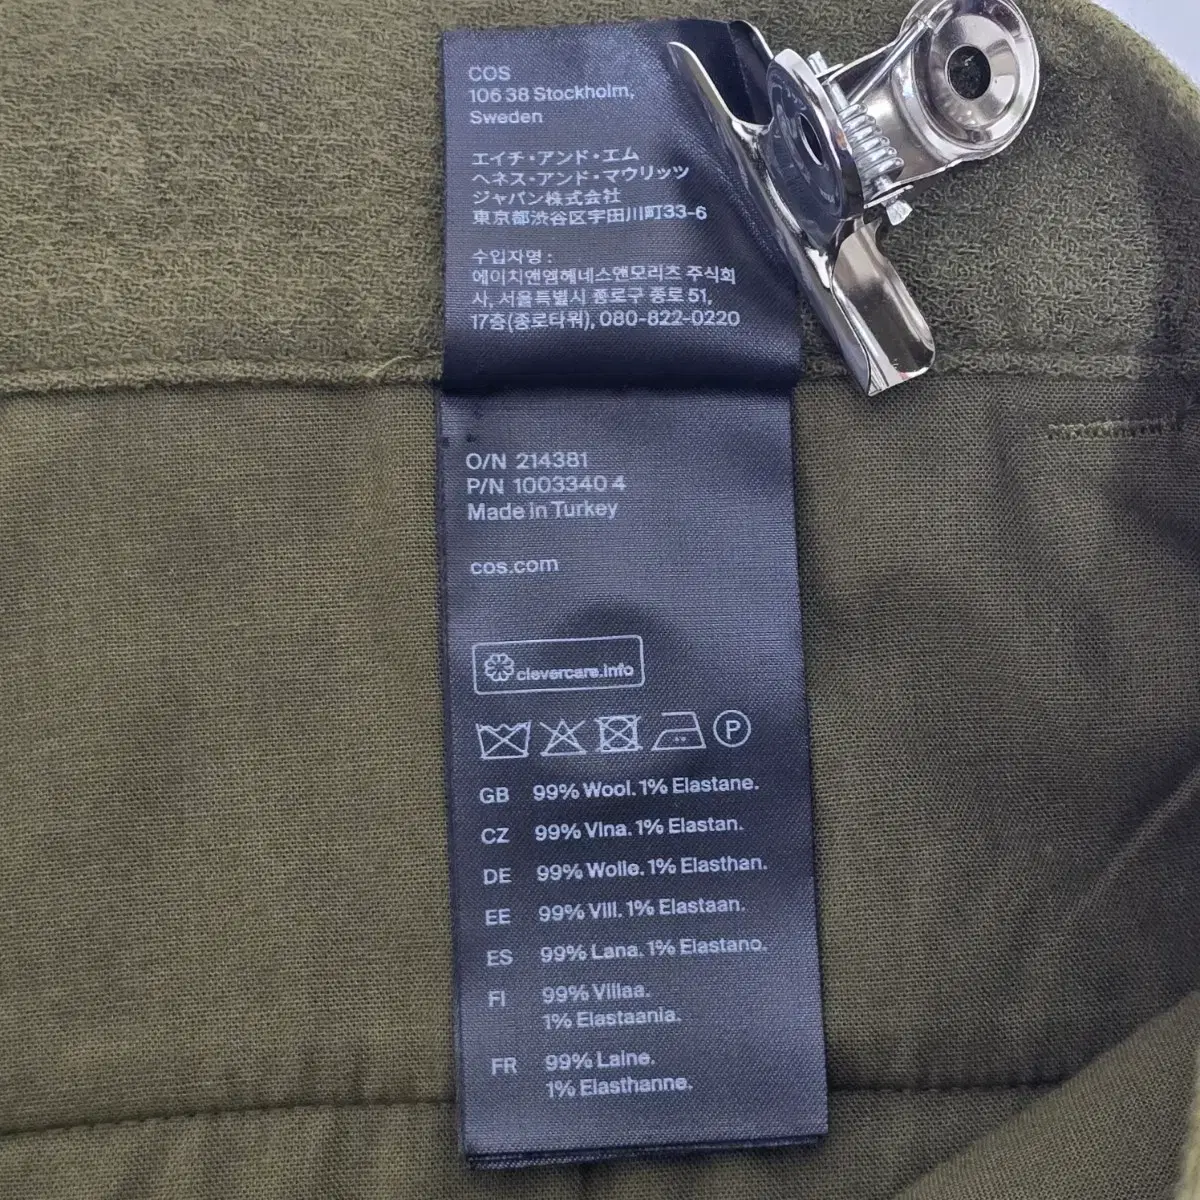 COS
106 38 Stockholm,
Sweden
エイチ・アンド・エム
ヘネス・アンド・マウリッツ
ジャパン株式会社
東京都渋谷区宇田川町33-6
수입자명 :
에이치앤엠헤네스앤모리츠 주식회
사, 서울특별시 종로구 종로 51,
17층(종로타워), 080-822-0220
O/N 214381
P/N 1003340 4
Made in Turkey
cos.com
clevercare.info
P
GB 99% Wool. 1% Elastane.
CZ 99% Vlna. 1% Elastan.
DE 99% Wolle. 1% Elasthan.
EE 99% Vill. 1% Elastaan.
ES 99% Lana. 1% Elastano.
FI 99% Villaa.
1% Elastaania.
FR 99% Laine.
1% Elasthanne.